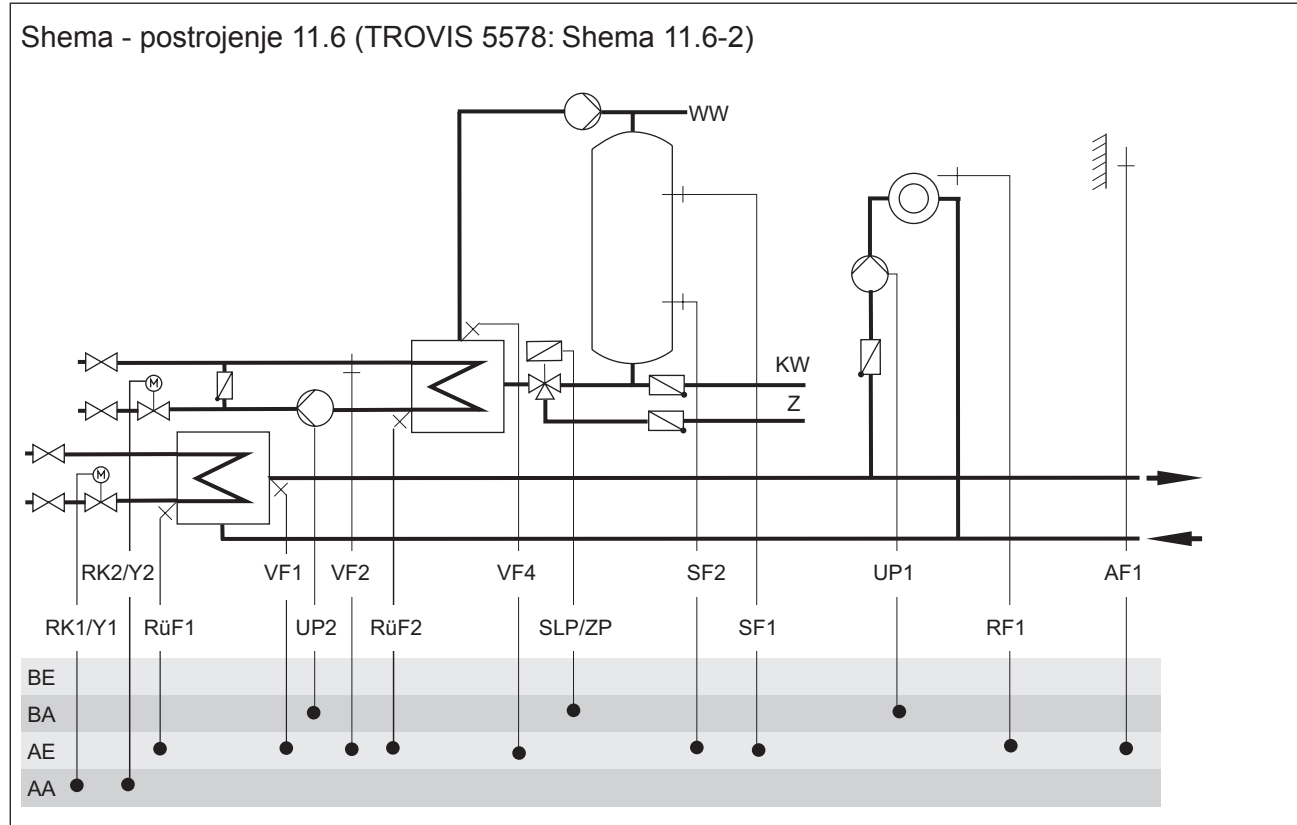 Shema - postrojenje 11.6 (TROVIS 5578: Shema 11.6-2)
WW
KW
Z
M
M
RK2/Y2 VF1 VF2 VF4 SF2 UP1 AF1
RK1/Y1 RüF1 UP2 RüF2 SLP/ZP SF1 RF1
BE
BA
AE
AA